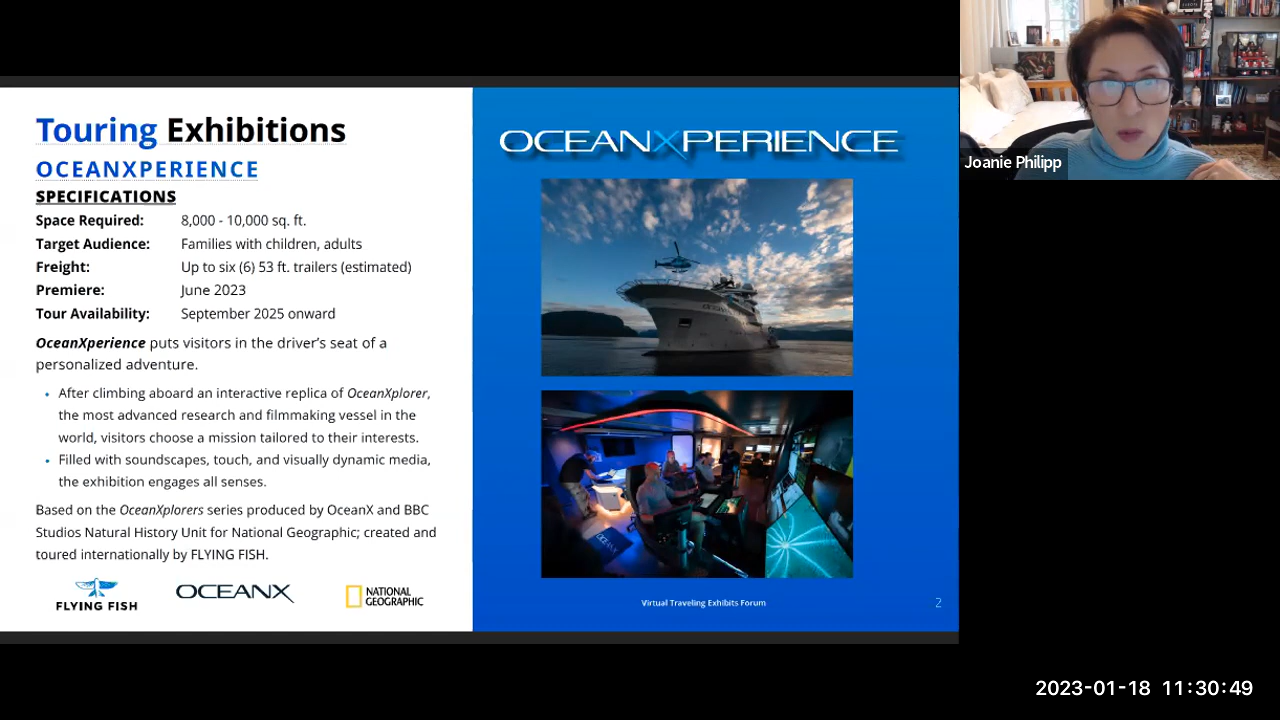 Touring Exhibitions
OCEANXPERIENCE
SPECIFICATIONS
Space Required: 8,000 - 10,000 sq. ft.
Target Audience: Families with children, adults
Freight: Up to six (6) 53 ft. trailers (estimated)
Premiere: June 2023
Tour Availability: September 2025 onward
OceanXperience puts visitors in the driver's seat of a
personalized adventure.
• After climbing aboard an interactive replica of OceanXplorer,
the most advanced research and filmmaking vessel in the
world, visitors choose a mission tailored to their interests.
• Filled with soundscapes, touch, and visually dynamic media,
the exhibition engages all senses.
Based on the OceanXplorers series produced by OceanX and BBC
Studios Natural History Unit for National Geographic; created and
toured internationally by FLYING FISH.
FLYING FISH
OCEANX
NATIONAL
GEOGRAPHIC
OCEANXPERIENCE
Virtual Traveling Exhibits Forum
2
Joanie Philipp
2023-01-18 11:30:49